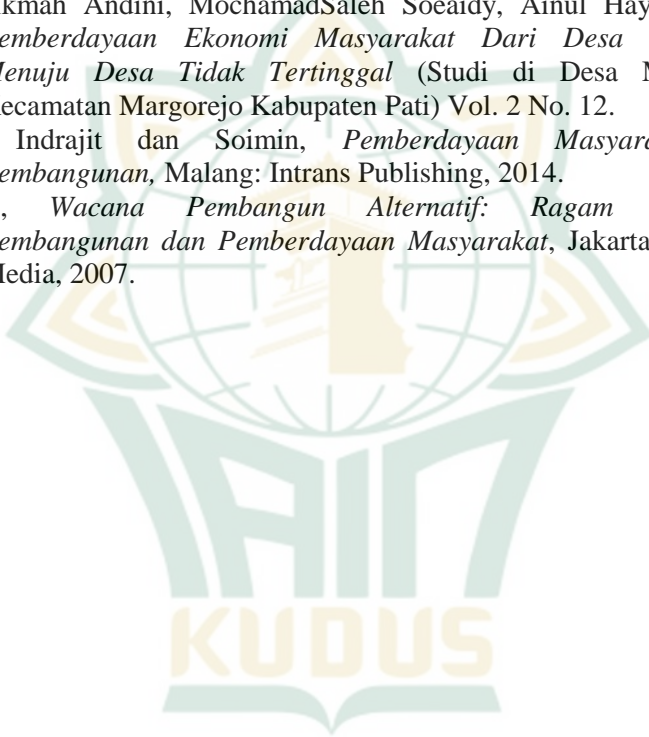 ikmah Andini, MochamadSaleh Soeaidy, Ainul Hay
emberdayaan Ekonomi Masyarakat Dari Desa
Menuju Desa Tidak Tertinggal (Studi di Desa M
ecamatan Margorejo Kabupaten Pati) Vol. 2 No. 12.
Indrajit dan Soimin, Pemberdayaan Masyara
embangunan, Malang: Intrans Publishing, 2014.
, Wacana Pembangun Alternatif: Ragam
embangunan dan Pemberdayaan Masyarakat, Jakarta
Media, 2007.
IAIN
KUDUS